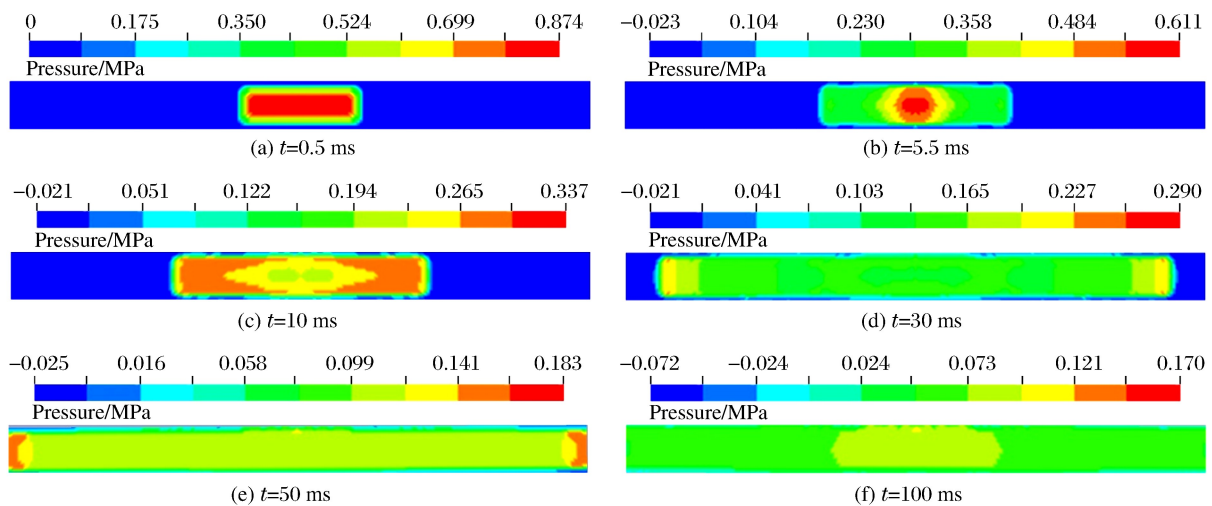 0 0.175 0.350 0.524 0.699 0.874
Pressure/MPa
(a) t=0.5 ms
−0.023 0.104 0.230 0.358 0.484 0.611
Pressure/MPa
(b) t=5.5 ms
−0.021 0.051 0.122 0.194 0.265 0.337
Pressure/MPa
(c) t=10 ms
−0.021 0.041 0.103 0.165 0.227 0.290
Pressure/MPa
(d) t=30 ms
−0.025 0.016 0.058 0.099 0.141 0.183
Pressure/MPa
(e) t=50 ms
−0.072 −0.024 0.024 0.073 0.121 0.170
Pressure/MPa
(f) t=100 ms